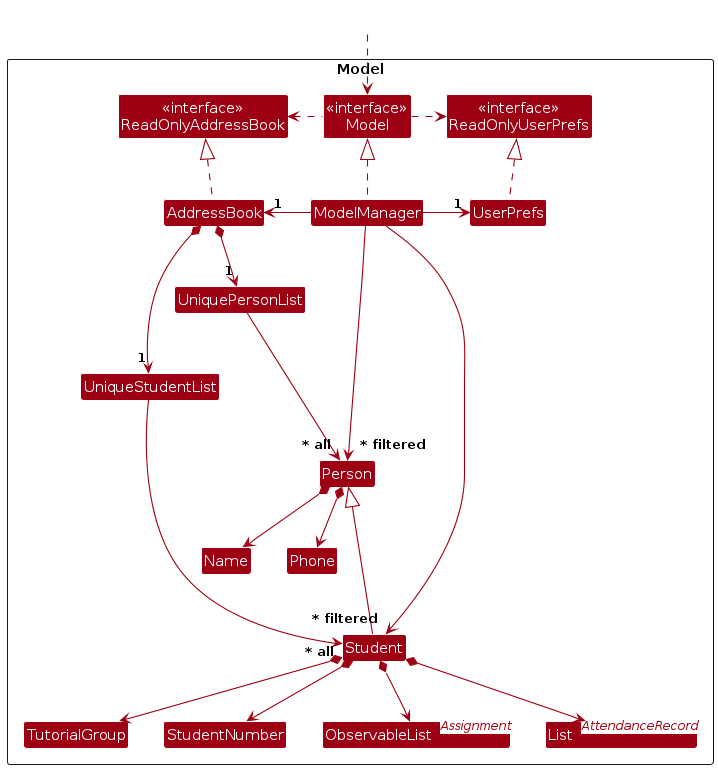 Model
«interface»
ReadOnlyAddressBook
«interface»
Model
«interface»
ReadOnlyUserPrefs
1
1
AddressBook
ModelManager
UserPrefs
1
UniquePersonList
1
UniqueStudentList
* all
* filtered
Person
Name
Phone
* filtered
Student
* all
TutorialGroup
StudentNumber
ObservableList Assignment
List AttendanceRecord